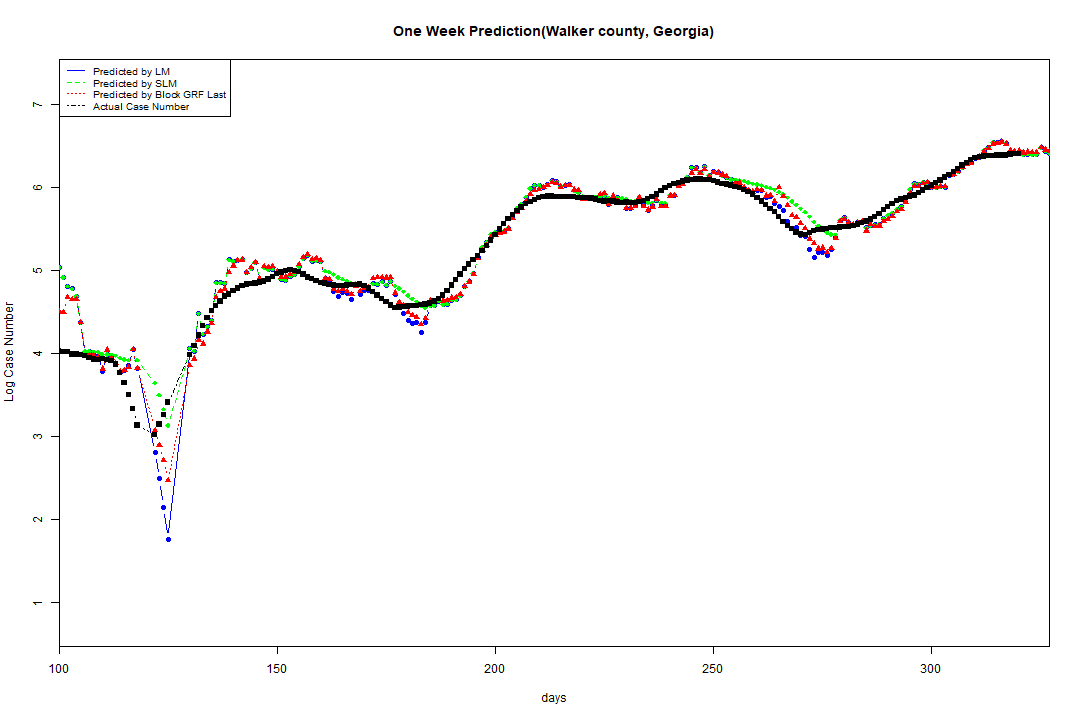 One Week Prediction(Walker county, Georgia)
Predicted by LM
Predicted by SLM
Predicted by Block GRF Last
Actual Case Number
7
6
5
4
3
2
1
Log Case Number
100 150 200 250 300
days